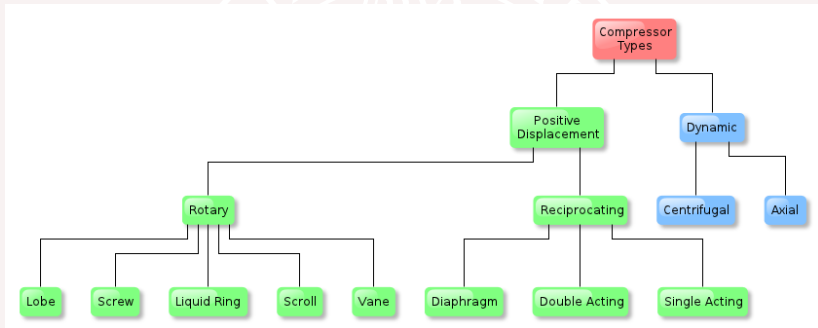 Compressor
Types
Positive
Displacement
Dynamic
Rotary
Reciprocating
Centrifugal
Axial
Lobe
Screw
Liquid Ring
Scroll
Vane
Diaphragm
Double Acting
Single Acting